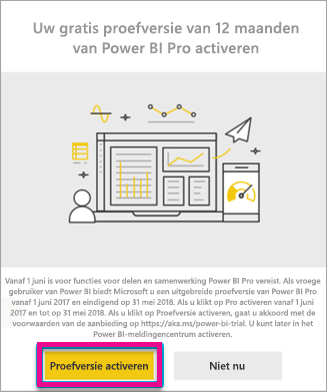 Uw gratis proefversie van 12 maanden
van Power BI Pro activeren
Vanaf 1 juni is voor functies voor delen en samenwerking Power BI Pro vereist. Als vroege
gebruiker van Power BI biedt Microsoft u een uitgebreide proefversie van Power BI Pro
vanaf 1 juni 2017 en eindigend op 31 mei 2018. Als u klikt op Pro activeren vanaf 1 juni
2017 en tot op 31 mei 2018. Als u klikt op Proefversie activeren, gaat u akkoord met de
voorwaarden van de aanbieding op https://aka.ms/power-bi-trial. U kunt later in het
Power BI-meldingencentrum activeren.
Proefversie activeren
Niet nu